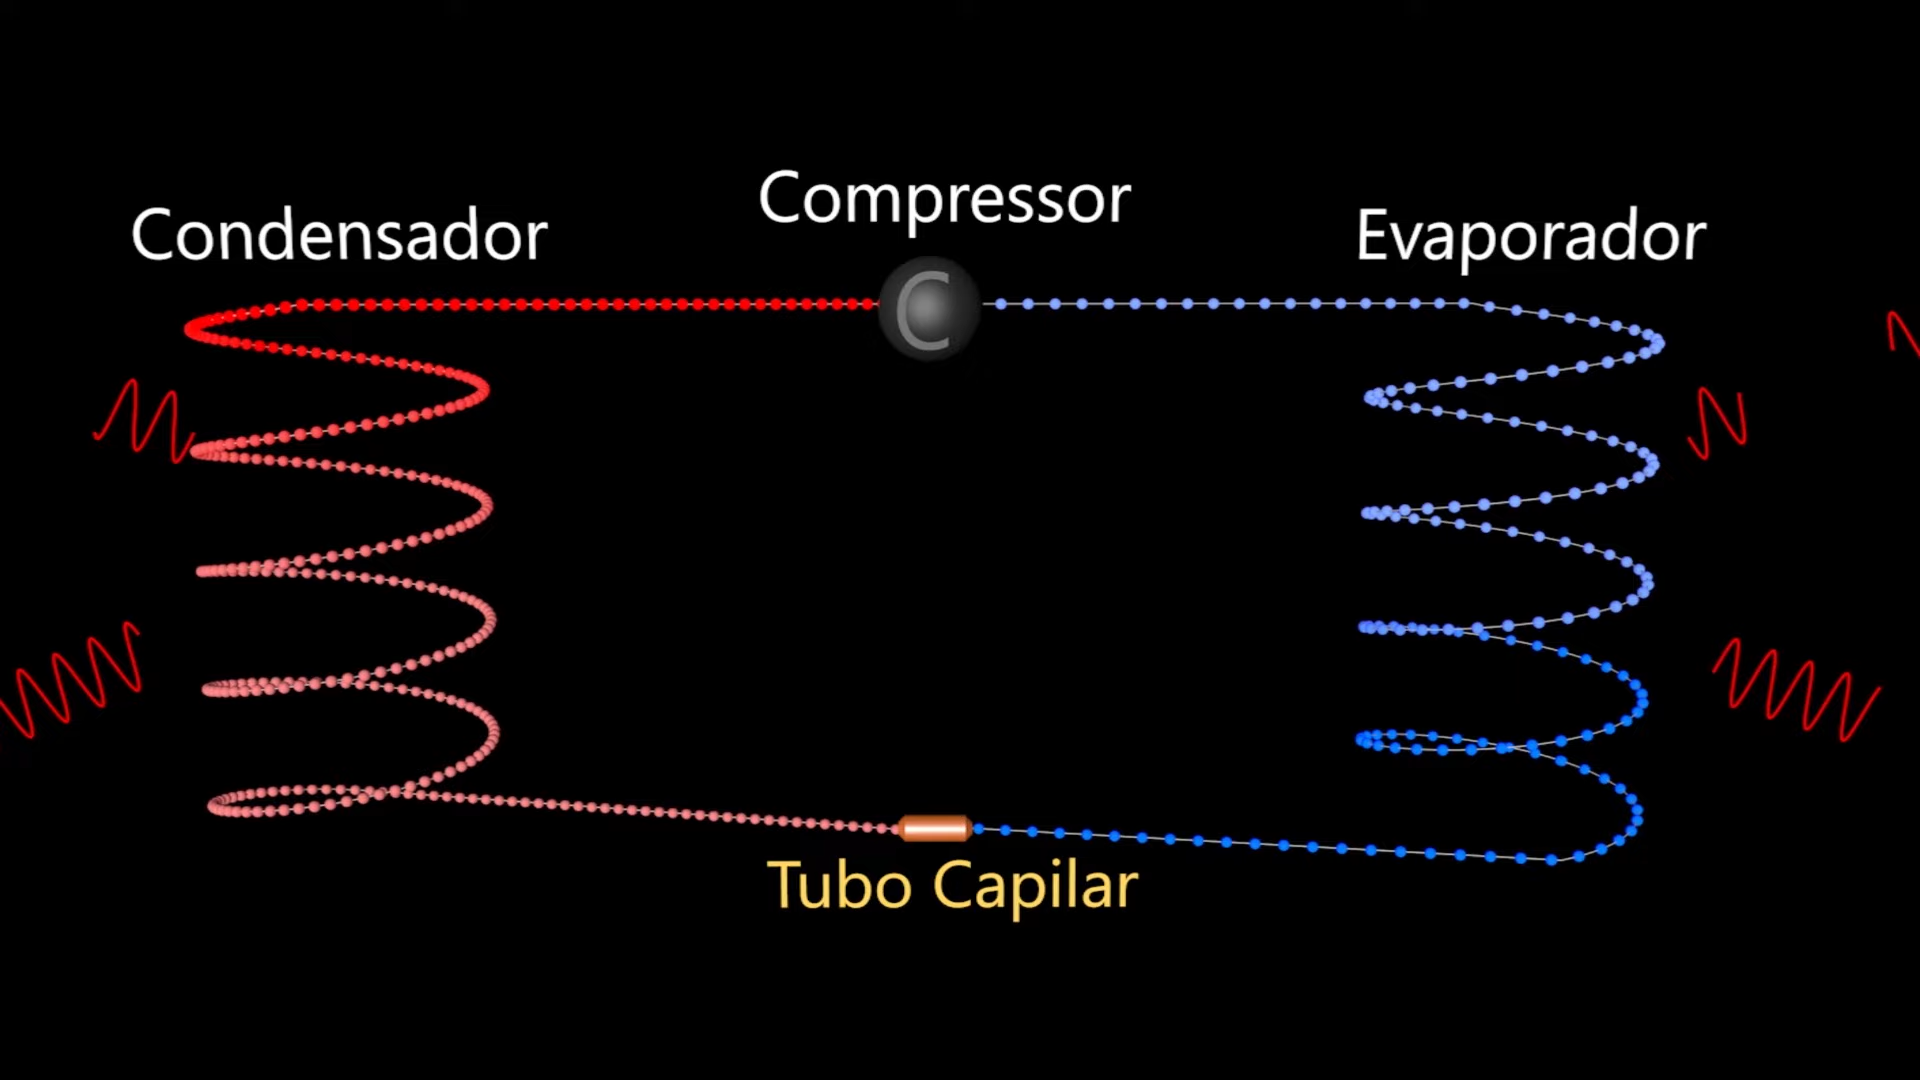 Compressor
Condensador
Evaporador
C
Tubo Capilar